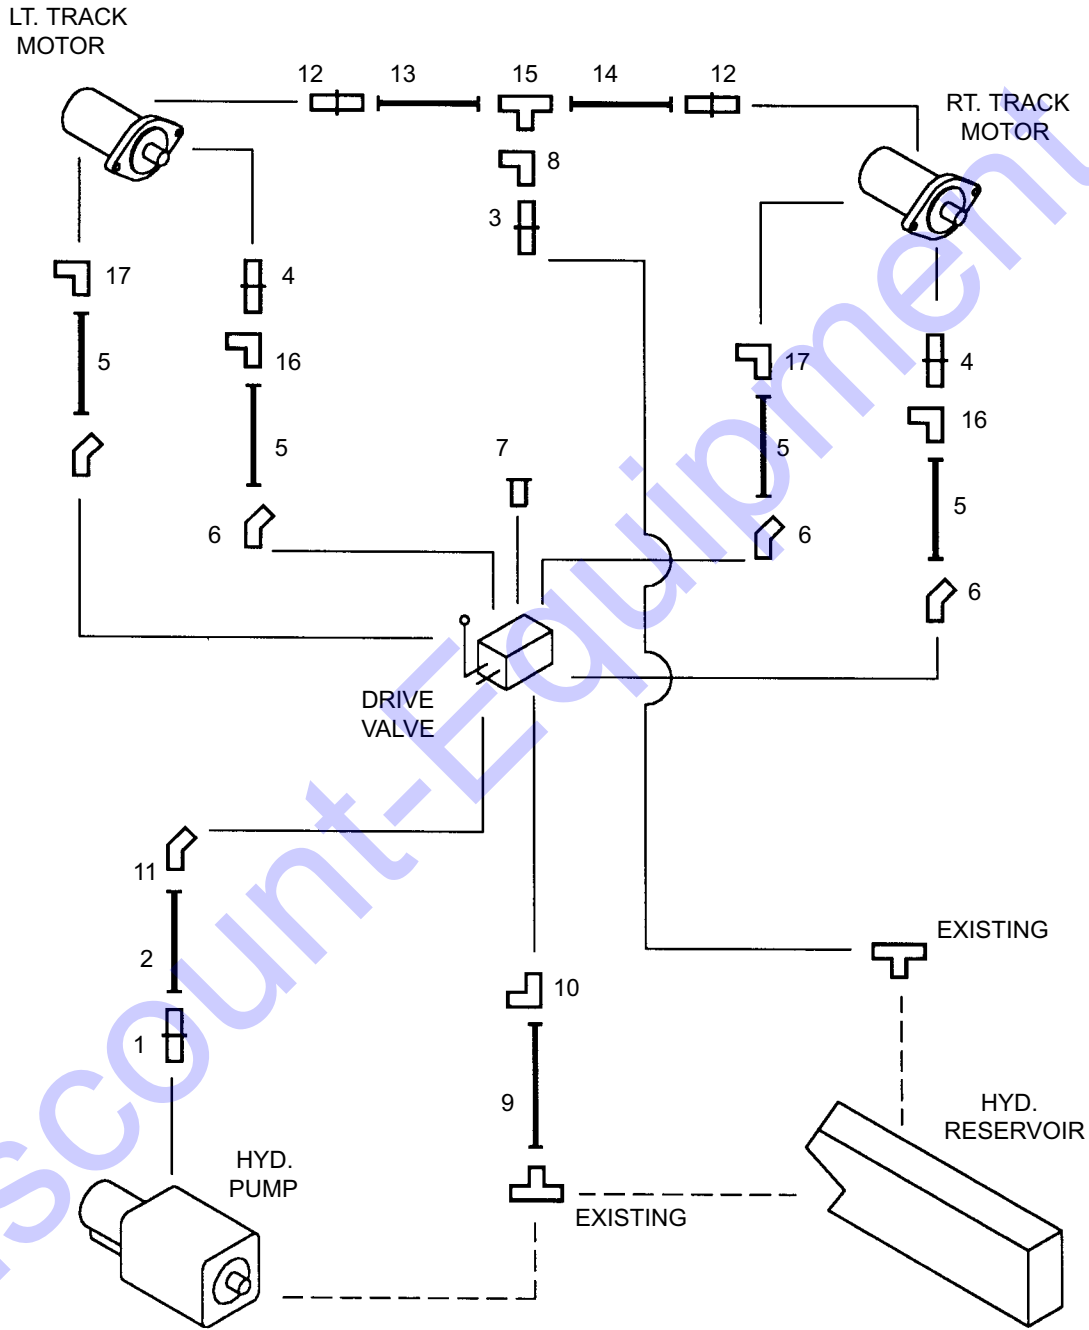 LT. TRACK
MOTOR
12
13
15
14
12
RT. TRACK
MOTOR
8
3
17
4
5
16
5
6
7
17
4
16
5
5
6
6
DRIVE
VALVE
11
2
1
10
9
EXISTING
HYD.
PUMP
HYD.
RESERVOIR
EXISTING
scount-Equipment